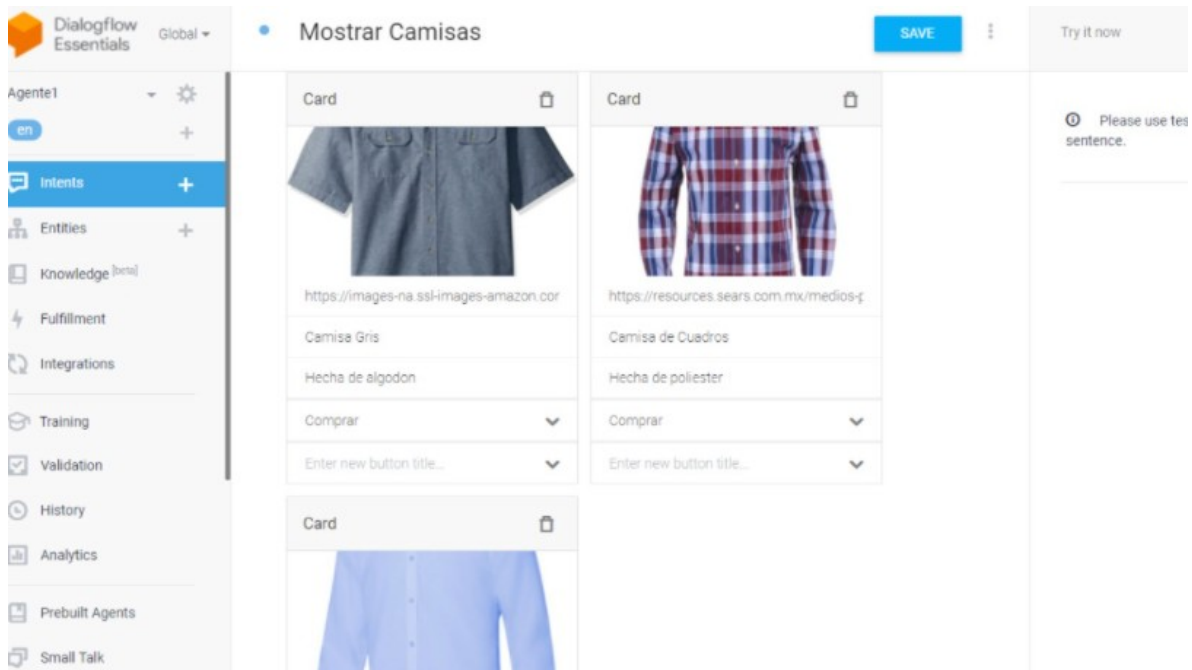 Dialogflow
Essentials
Global
Mostrar Camisas
SAVE
Try it now
Agente1
en
Intents
Entities
Knowledge [beta]
Fulfillment
Integrations
Training
Validation
History
Analytics
Prebuilt Agents
Small Talk
Card
https://images-na.ssl-images-amazon.cor
Camisa Gris
Hecha de algodon
Comprar
Enter new button title...
Card
https://resources.sears.com.mx/medios-p
Camisa de Cuadros
Hecha de poliester
Comprar
Enter new button title...
Card
Please use tes
sentence.